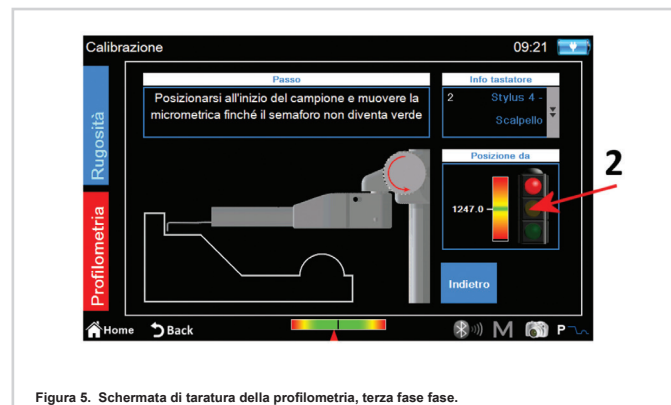 Calibrazione
09:21
Rugosità
Profilometria
Passo
Posizionarsi all'inizio del campione e muovere la
micrometrica finché il semaforo non diventa verde
Info tastatore
2 Stylus 4 -
Scalpello
Posizione da
1247.0
2
Indietro
Home
Back
M
P
Figura 5. Schermata di taratura della profilometria, terza fase fase.